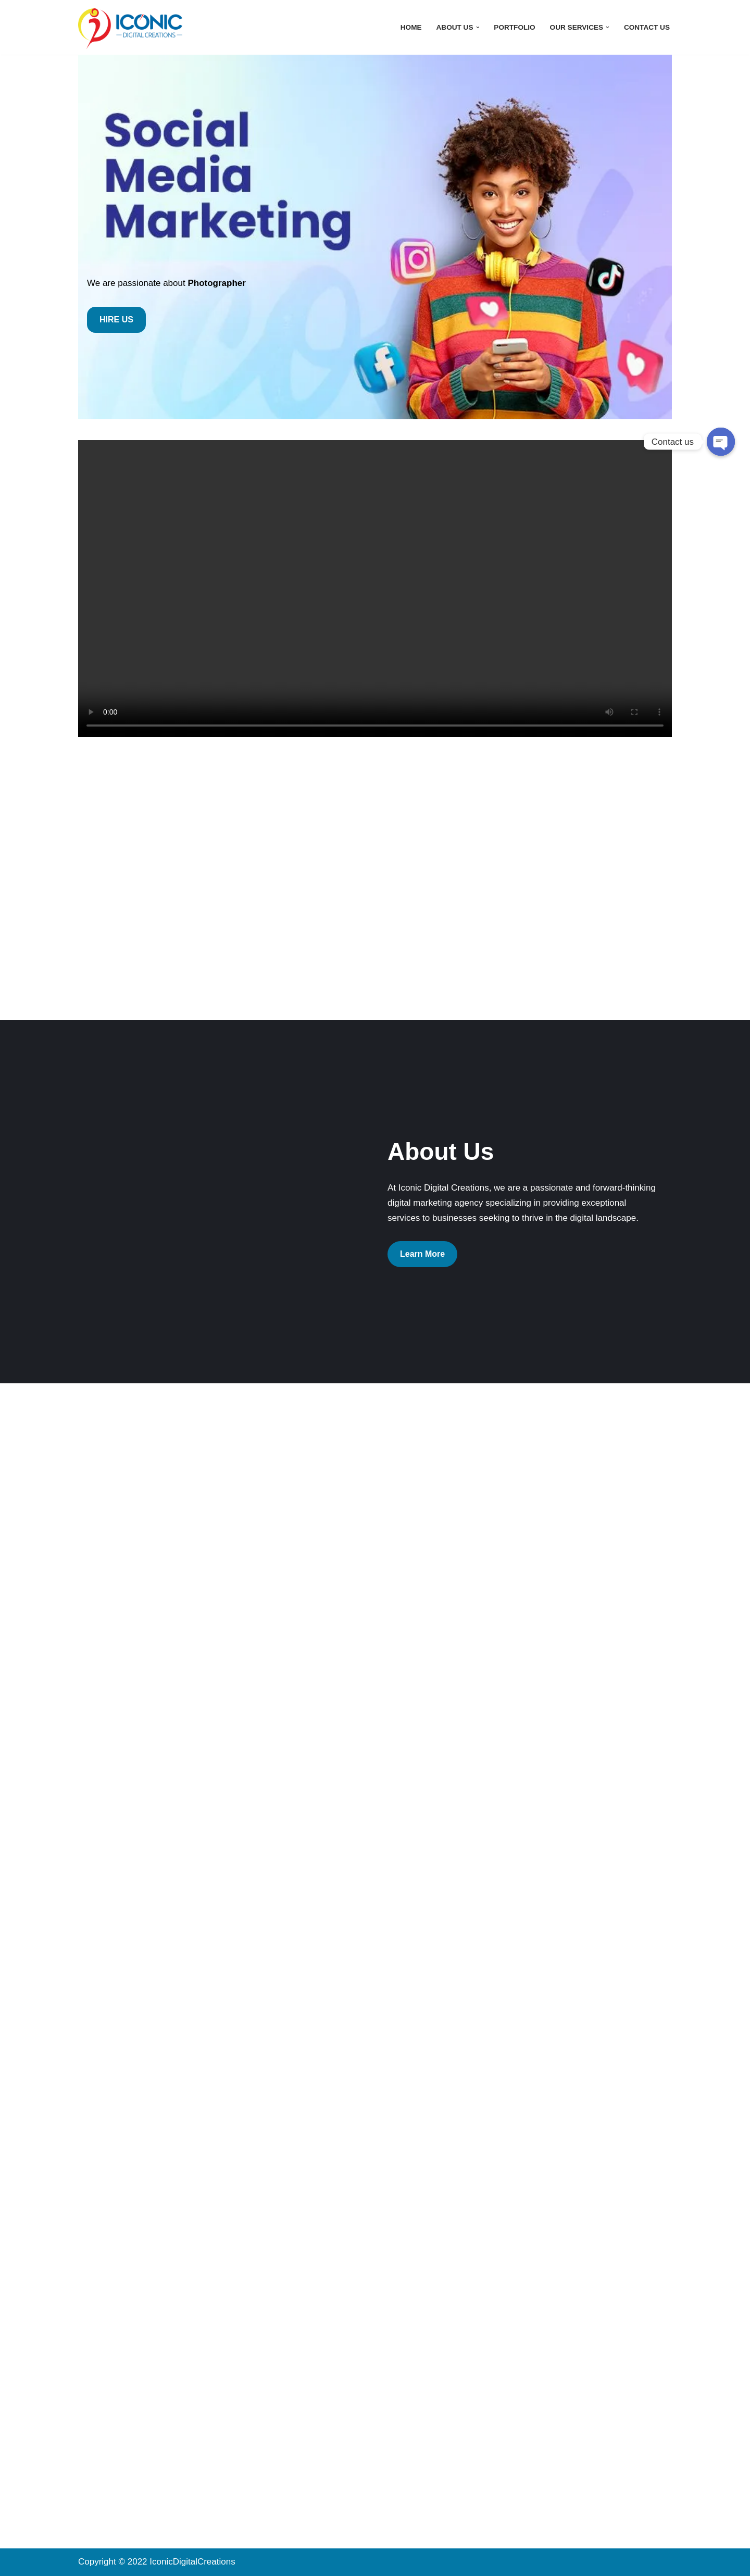 ICONIC
DIGITAL CREATIONS
HOME
ABOUT US
PORTFOLIO
OUR SERVICES
CONTACT US
Social
Media
Marketing
We are passionate about Photographer
HIRE US
Contact us
0:00
About Us
At Iconic Digital Creations, we are a passionate and forward-thinking
digital marketing agency specializing in providing exceptional
services to businesses seeking to thrive in the digital landscape.
Learn More
Copyright © 2022 IconicDigitalCreations